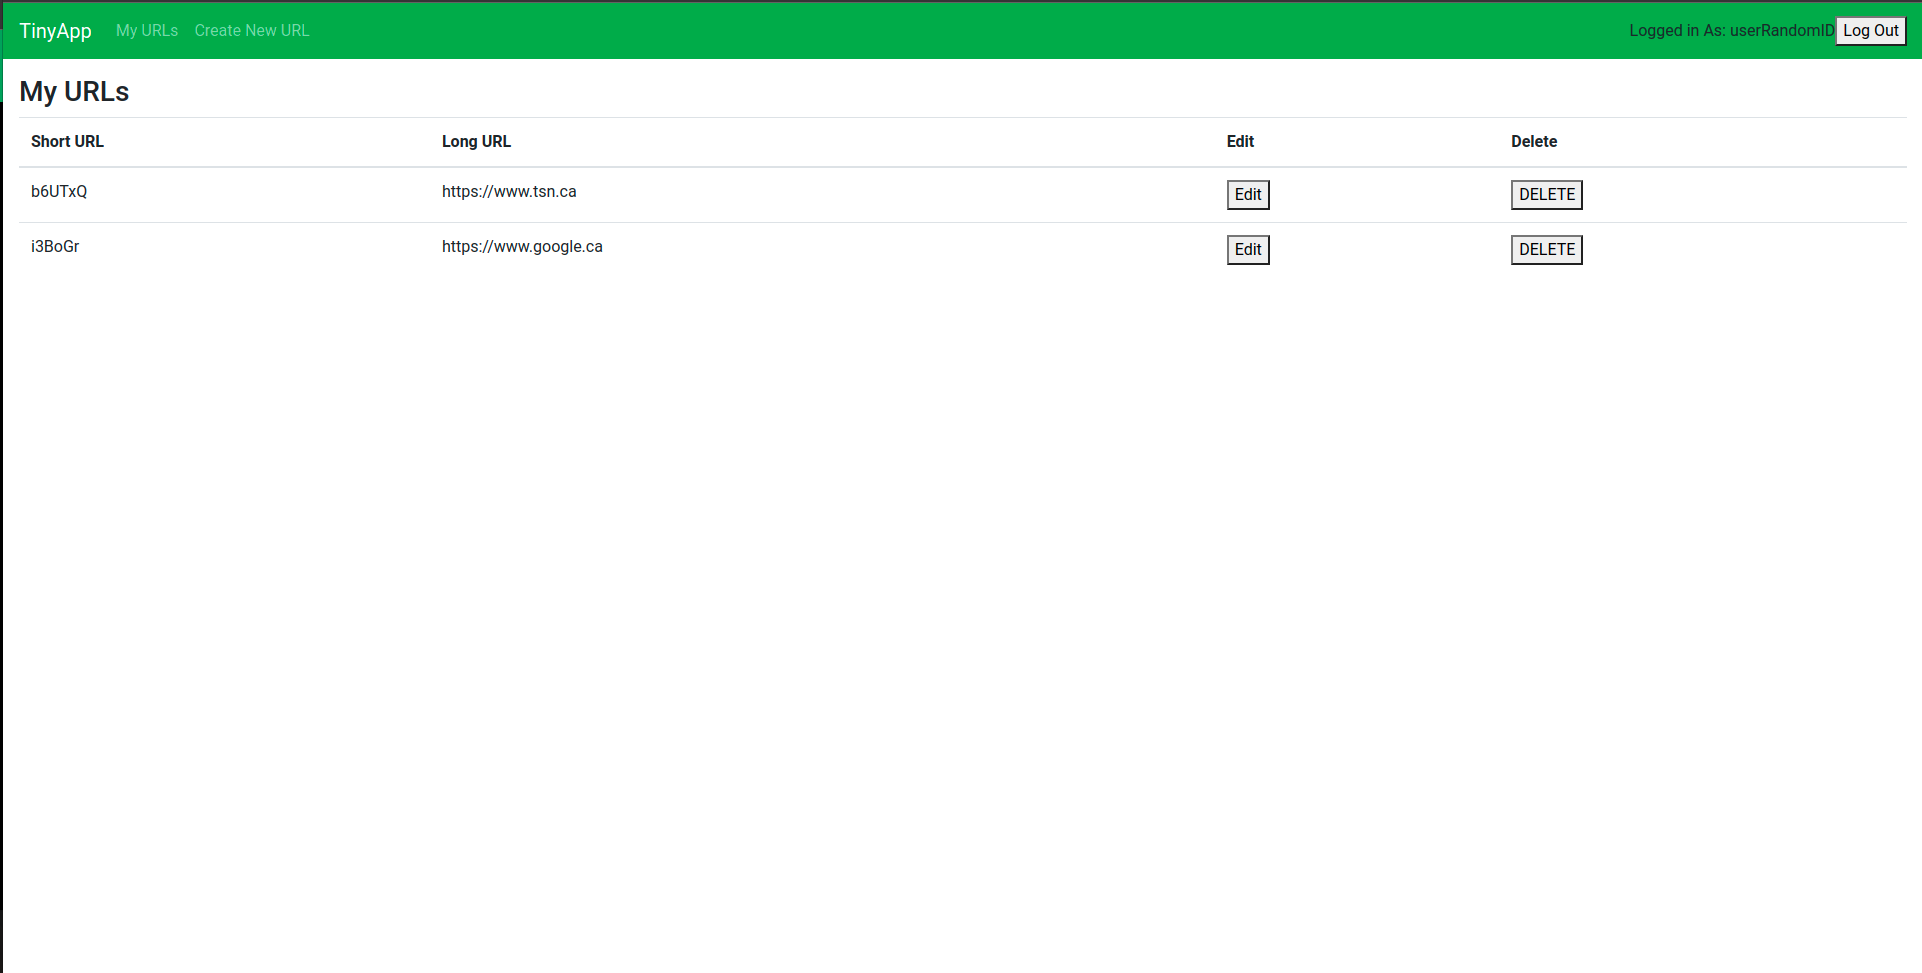 TinyApp My URLs Create New URL Logged in As: userRandomID Log Out
My URLs
Short URL Long URL Edit Delete
b6UTxQ https://www.tsn.ca Edit DELETE
i3BoGr https://www.google.ca Edit DELETE